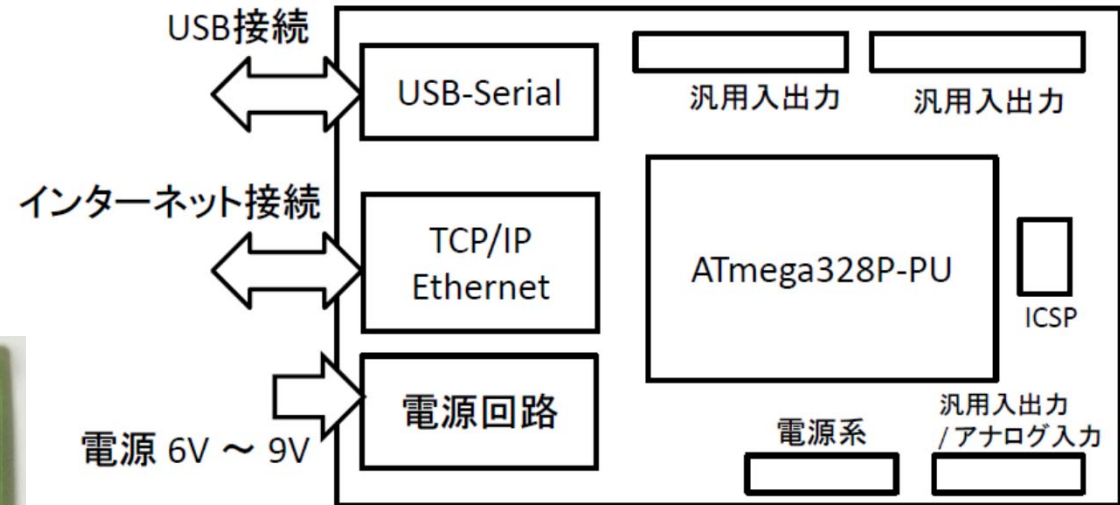 USB接続
USB-Serial
汎用入出力
汎用入出力
インターネット接続
TCP/IP
Ethernet
ATmega328P-PU
ICSP
電源回路
電源 6V ～ 9V
電源系
汎用入出力
/アナログ入力